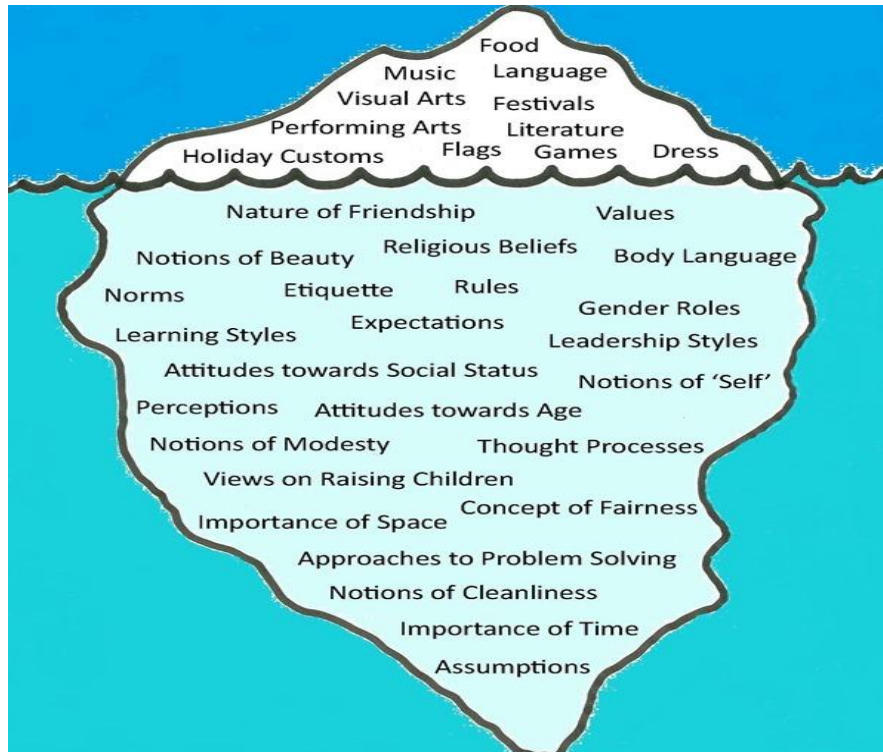 Food
Music Language
Visual Arts Festivals
Performing Arts Literature
Holiday Customs Flags Games Dress
Nature of Friendship Values
Notions of Beauty Religious Beliefs Body Language
Norms Etiquette Rules Gender Roles
Learning Styles Expectations Leadership Styles
Attitudes towards Social Status Notions of ‘Self’
Perceptions Attitudes towards Age
Notions of Modesty Thought Processes
Views on Raising Children
Importance of Space Concept of Fairness
Approaches to Problem Solving
Notions of Cleanliness
Importance of Time
Assumptions